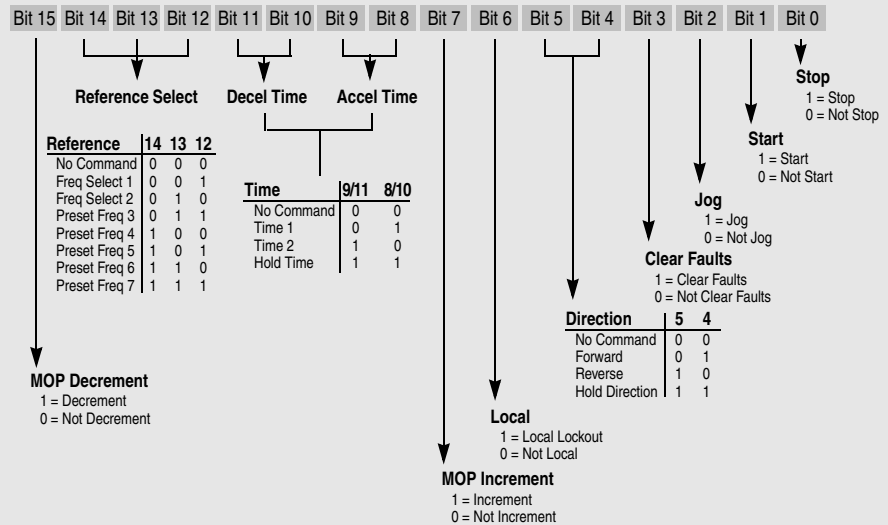 Bit 15 Bit 14 Bit 13 Bit 12 Bit 11 Bit 10 Bit 9 Bit 8 Bit 7 Bit 6 Bit 5 Bit 4 Bit 3 Bit 2 Bit 1 Bit 0
Stop
1 = Stop
0 = Not Stop
Reference Select
Decel Time
Accel Time
Start
1 = Start
0 = Not Start
Reference 14 13 12
No Command 0 0 0
Freq Select 1 0 0 1
Freq Select 2 0 1 0
Preset Freq 3 0 1 1
Preset Freq 4 1 0 0
Preset Freq 5 1 0 1
Preset Freq 6 1 1 0
Preset Freq 7 1 1 1
Time 9/11 8/10
No Command 0 0
Time 1 0 1
Time 2 1 0
Hold Time 1 1
Jog
1 = Jog
0 = Not Jog
Clear Faults
1 = Clear Faults
0 = Not Clear Faults
Direction 5 4
No Command 0 0
Forward 0 1
Reverse 1 0
Hold Direction 1 1
MOP Decrement
1 = Decrement
0 = Not Decrement
Local
1 = Local Lockout
0 = Not Local
MOP Increment
1 = Increment
0 = Not Increment